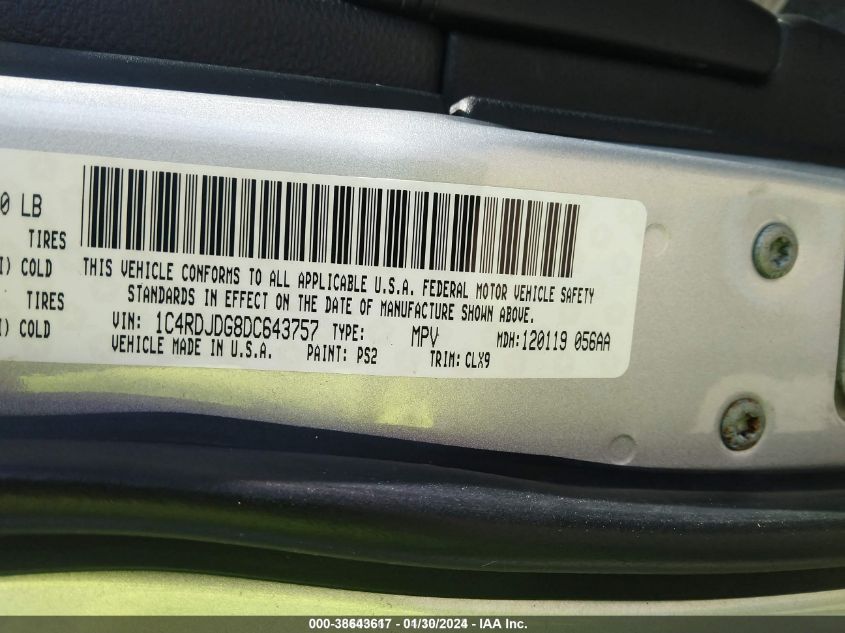 0 LB
TIRES
I) COLD
TIRES
I) COLD
THIS VEHICLE CONFORMS TO ALL APPLICABLE U.S.A. FEDERAL MOTOR VEHICLE SAFETY
STANDARDS IN EFFECT ON THE DATE OF MANUFACTURE SHOWN ABOVE.
VIN: 1C4RDJDG8DC643757 TYPE: MPV MDH: 120119 056AA
VEHICLE MADE IN U.S.A. PAINT: PS2 TRIM: CLX9
000-38643617 - 01/30/2024 - IAA Inc.